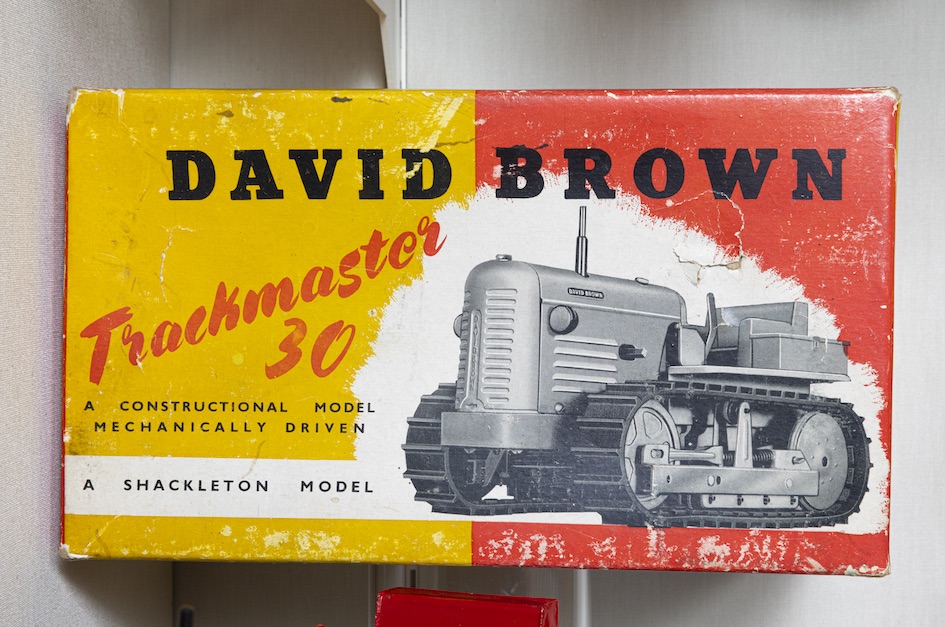 DAVID BROWN
Trackmaster
30
A CONSTRUCTIONAL MODEL
MECHANICALLY DRIVEN
A SHACKLETON MODEL
DAVID BROWN